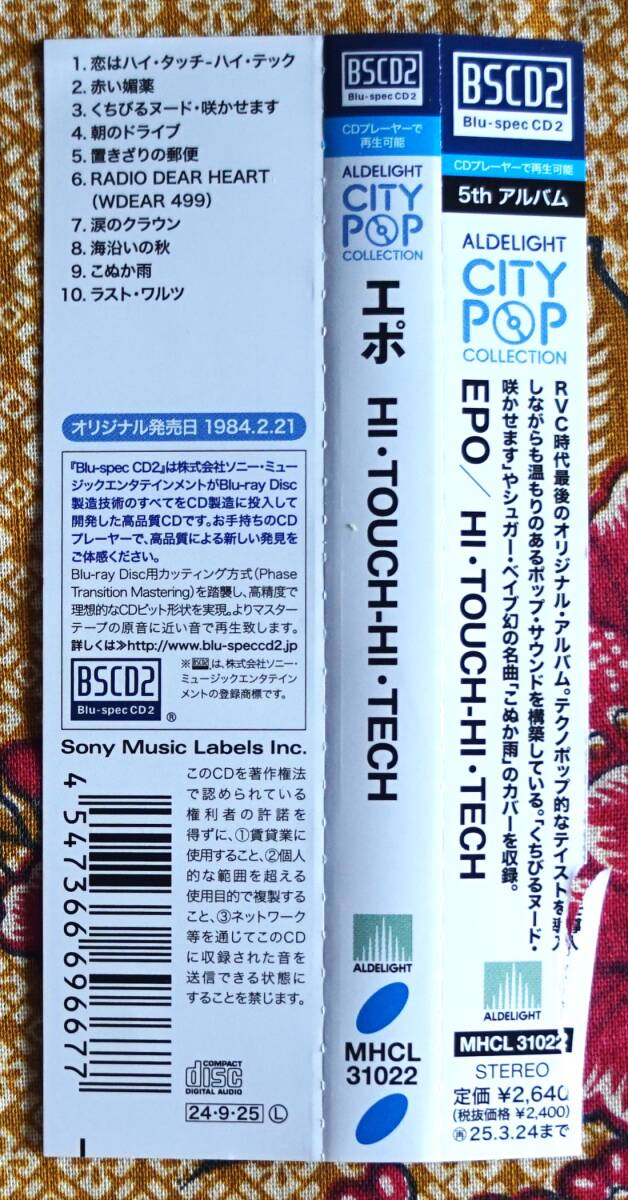 1. 恋はハイ・タッチ-ハイ・テック
2. 赤い媚薬
3. くちびるヌード・咲かせます
4. 朝のドライブ
5. 置きざりの郵便
6. RADIO DEAR HEART
(WDEAR 499)
7. 涙のクラウン
8. 海沿いの秋
9. こぬか雨
10. ラスト・ワルツ
オリジナル発売日 1984.2.21
『Blu-spec CD2』は株式会社ソニー・ミュー
ジックエンタテインメントがBlu-ray Disc
製造技術のすべてをCD製造に投入して
開発した高品質CDです。お手持ちのCD
プレーヤーで、高品質による新しい発見を
ご体感ください。
Blu-ray Disc用カッティング方式(Phase
Transition Mastering)を踏襲し、高精度で
理想的なCDピット形状を実現。よりマスター
テープの原音に近い音で再生致します。
詳しくは≫http://www.blu-speccd2.jp
BSCD2
Blu-spec CD2
®
※BSCD2は、株式会社ソニー・
ミュージックエンタテイン
メントの登録商標です。
Sony Music Labels Inc.
4 547366 696677
このCDを著作権法
で認められている
権利者の許諾を
得ずに、①賃貸業に
使用すること、②個人
的な範囲を超える
使用目的で複製する
こと、③ネットワーク
等を通じてこのCD
に収録された音を
送信できる状態に
することを禁じます。
COMPACT
disc
DIGITAL AUDIO
24・9・25 Ⓛ
BSCD2
Blu-spec CD2
CDプレーヤーで
再生可能
ALDELIGHT
CITY
POP
COLLECTION
エポ HI・TOUCH-HI・TECH
ALDELIGHT
MHCL
31022
BSCD2
Blu-spec CD2
CDプレーヤーで再生可能
5th アルバム
ALDELIGHT
CITY
POP
COLLECTION
RVC時代最後のオリジナル・アルバム。テクノポップ的なテイストを導入
しながらも温もりのあるポップ・サウンドを構築している。「くちびるヌード・
咲かせます」やシュガー・ベイブ幻の名曲「こぬか雨」のカバーを収録。
EPO/HI・TOUCH-HI・TECH
ALDELIGHT
MHCL 31022
STEREO
定価 ¥2,640
(税抜価格 ¥2,400)
㋬25.3.24まで